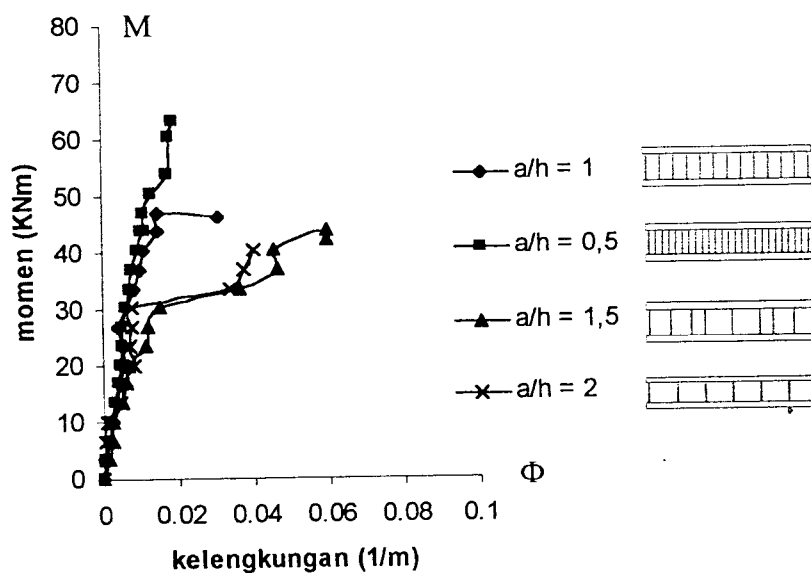 M
80
70
60
50
40
30
20
10
0
momen (KNm)
0 0.02 0.04 0.06 0.08 0.1
Φ
kelengkungan (1/m)
a/h = 1
a/h = 0,5
a/h = 1,5
a/h = 2